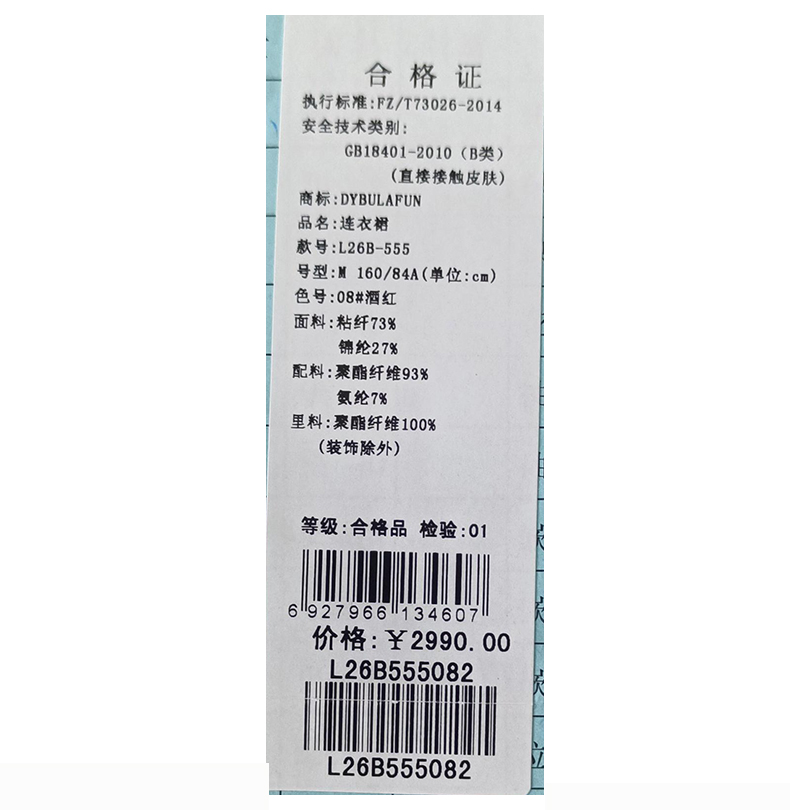 合格证
执行标准:FZ/T73026-2014
安全技术类别:
GB18401-2010（B类）
(直接接触皮肤)
商标:DYBULAFUN
品名:连衣裙
款号:L26B-555
号型:M 160/84A(单位:cm)
色号:08#酒红
面料:粘纤73%
锦纶27%
配料:聚酯纤维93%
氨纶7%
里料:聚酯纤维100%
(装饰除外)
等级:合格品 检验:01
6 927966 134607
价格:￥2990.00
L26B555082
L26B555082